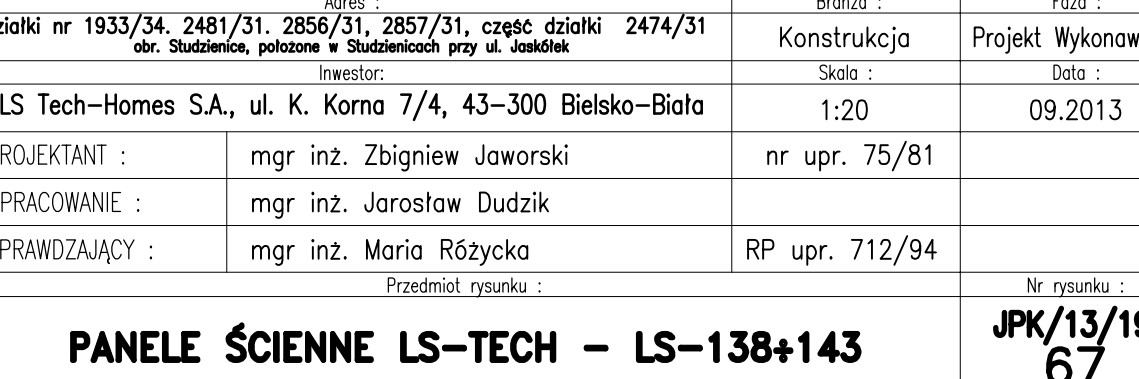 Adres : Branża : Faza :
działki nr 1933/34. 2481/31. 2856/31, 2857/31, część działki 2474/31
obr. Studzienice, położone w Studzienicach przy ul. Jaskółek
Konstrukcja Projekt Wykonaw
Inwestor: Skala : Data :
LS Tech-Homes S.A., ul. K. Korna 7/4, 43-300 Bielsko-Biała 1:20 09.2013
ROJEKTANT : mgr inż. Zbigniew Jaworski nr upr. 75/81
PRACOWANIE : mgr inż. Jarosław Dudzik
PRAWDZAJĄCY : mgr inż. Maria Różycka RP upr. 712/94
Przedmiot rysunku : Nr rysunku :
PANELE ŚCIENNE LS-TECH - LS-138÷143
JPK/13/19
67